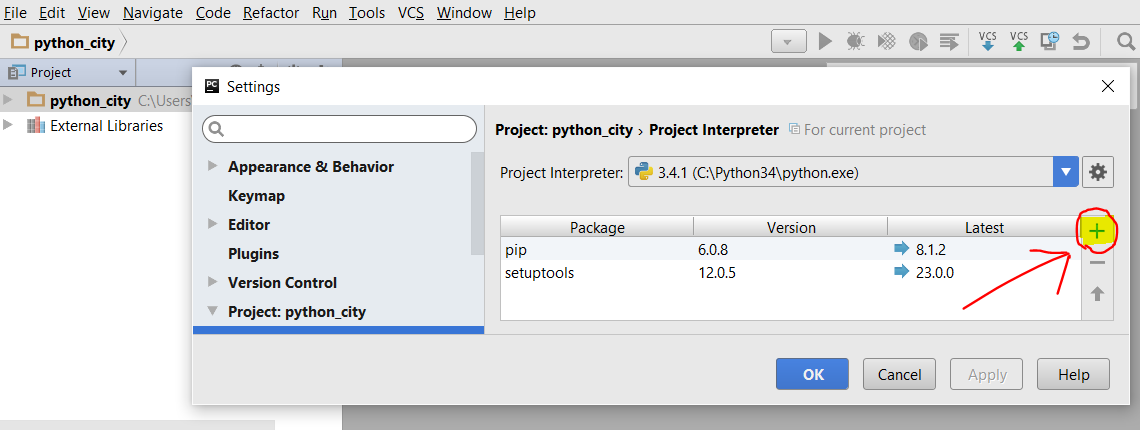 File Edit View Navigate Code Refactor Run Tools VCS Window Help
python_city
VCS VCS
Project
PC Settings
python_city C:\Users
External Libraries
Project: python_city › Project Interpreter For current project
Appearance & Behavior
Project Interpreter: 3.4.1 (C:\Python34\python.exe)
Keymap
Editor
Package Version Latest
Plugins
pip 6.0.8 8.1.2
setuptools 12.0.5 23.0.0
Version Control
Project: python_city
OK Cancel Apply Help